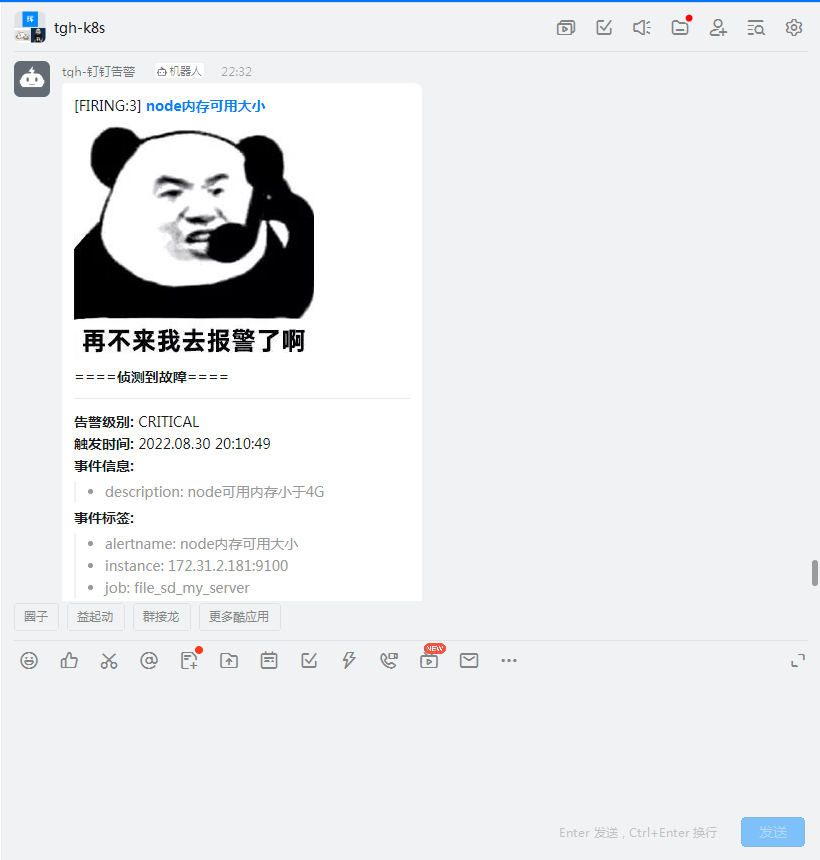 辉
tgh-k8s
tgh-钉钉告警 机器人 22:32
[FIRING:3] node内存可用大小
再不来我去报警了啊
====侦测到故障====
告警级别: CRITICAL
触发时间: 2022.08.30 20:10:49
事件信息:
• description: node可用内存小于4G
事件标签:
• alertname: node内存可用大小
• instance: 172.31.2.181:9100
• job: file_sd_my_server
圈子 益起动 群接龙 更多酷应用
NEW
Enter 发送 , Ctrl+Enter 换行 发送